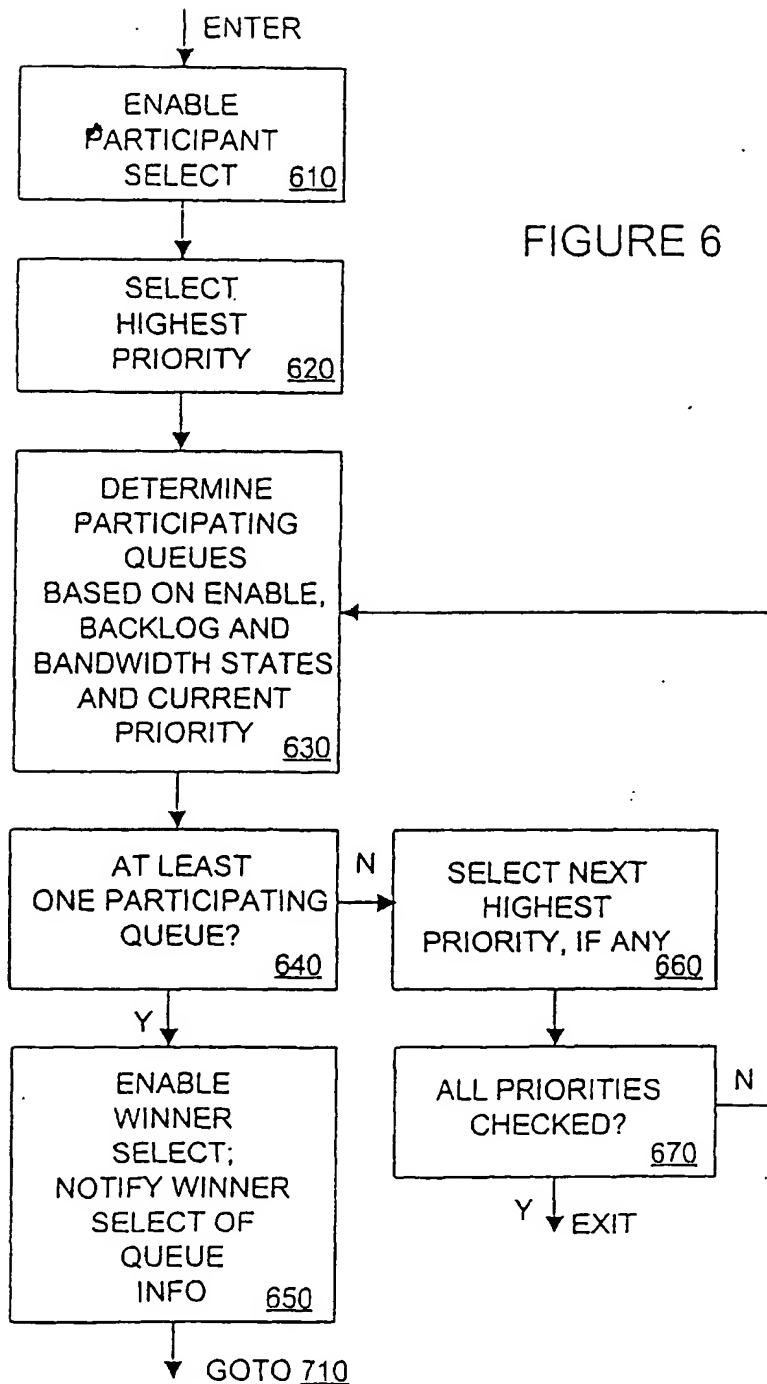 ENTER
ENABLE
PARTICIPANT
SELECT 610
FIGURE 6
SELECT
HIGHEST
PRIORITY 620
DETERMINE
PARTICIPATING
QUEUES
BASED ON ENABLE,
BACKLOG AND
BANDWIDTH STATES
AND CURRENT
PRIORITY 630
AT LEAST
ONE PARTICIPATING
QUEUE? 640
N
SELECT NEXT
HIGHEST
PRIORITY, IF ANY 660
Y
ENABLE
WINNER
SELECT;
NOTIFY WINNER
SELECT OF
QUEUE
INFO 650
ALL PRIORITIES
CHECKED? 670
N
Y
EXIT
GOTO 710